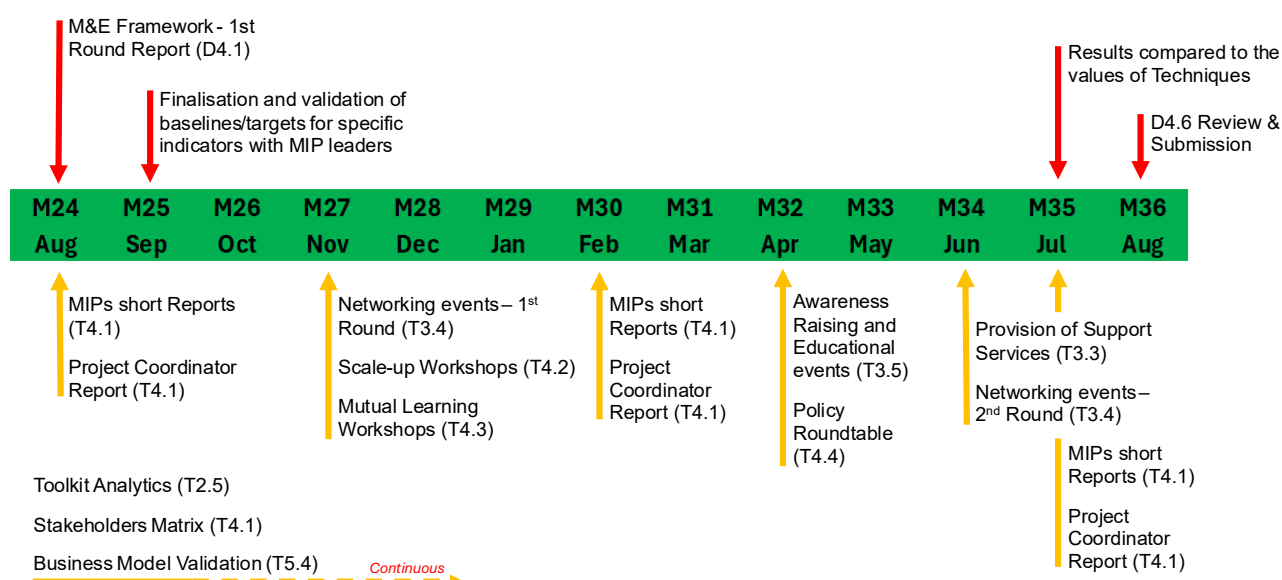 M&E Framework - 1st
Round Report (D4.1)
Finalisation and validation of
baselines/targets for specific
indicators with MIP leaders
Results compared to the
values of Techniques
D4.6 Review &
Submission
M24 M25 M26 M27 M28 M29 M30 M31 M32 M33 M34 M35 M36
Aug Sep Oct Nov Dec Jan Feb Mar Apr May Jun Jul Aug
MIPs short Reports
(T4.1)
Project Coordinator
Report (T4.1)
Networking events – 1st
Round (T3.4)
Scale-up Workshops (T4.2)
Mutual Learning
Workshops (T4.3)
MIPs short
Reports (T4.1)
Project
Coordinator
Report (T4.1)
Awareness
Raising and
Educational
events (T3.5)
Policy
Roundtable
(T4.4)
Provision of Support
Services (T3.3)
Networking events –
2nd Round (T3.4)
MIPs short
Reports (T4.1)
Project
Coordinator
Report (T4.1)
Toolkit Analytics (T2.5)
Stakeholders Matrix (T4.1)
Business Model Validation (T5.4)
Continuous